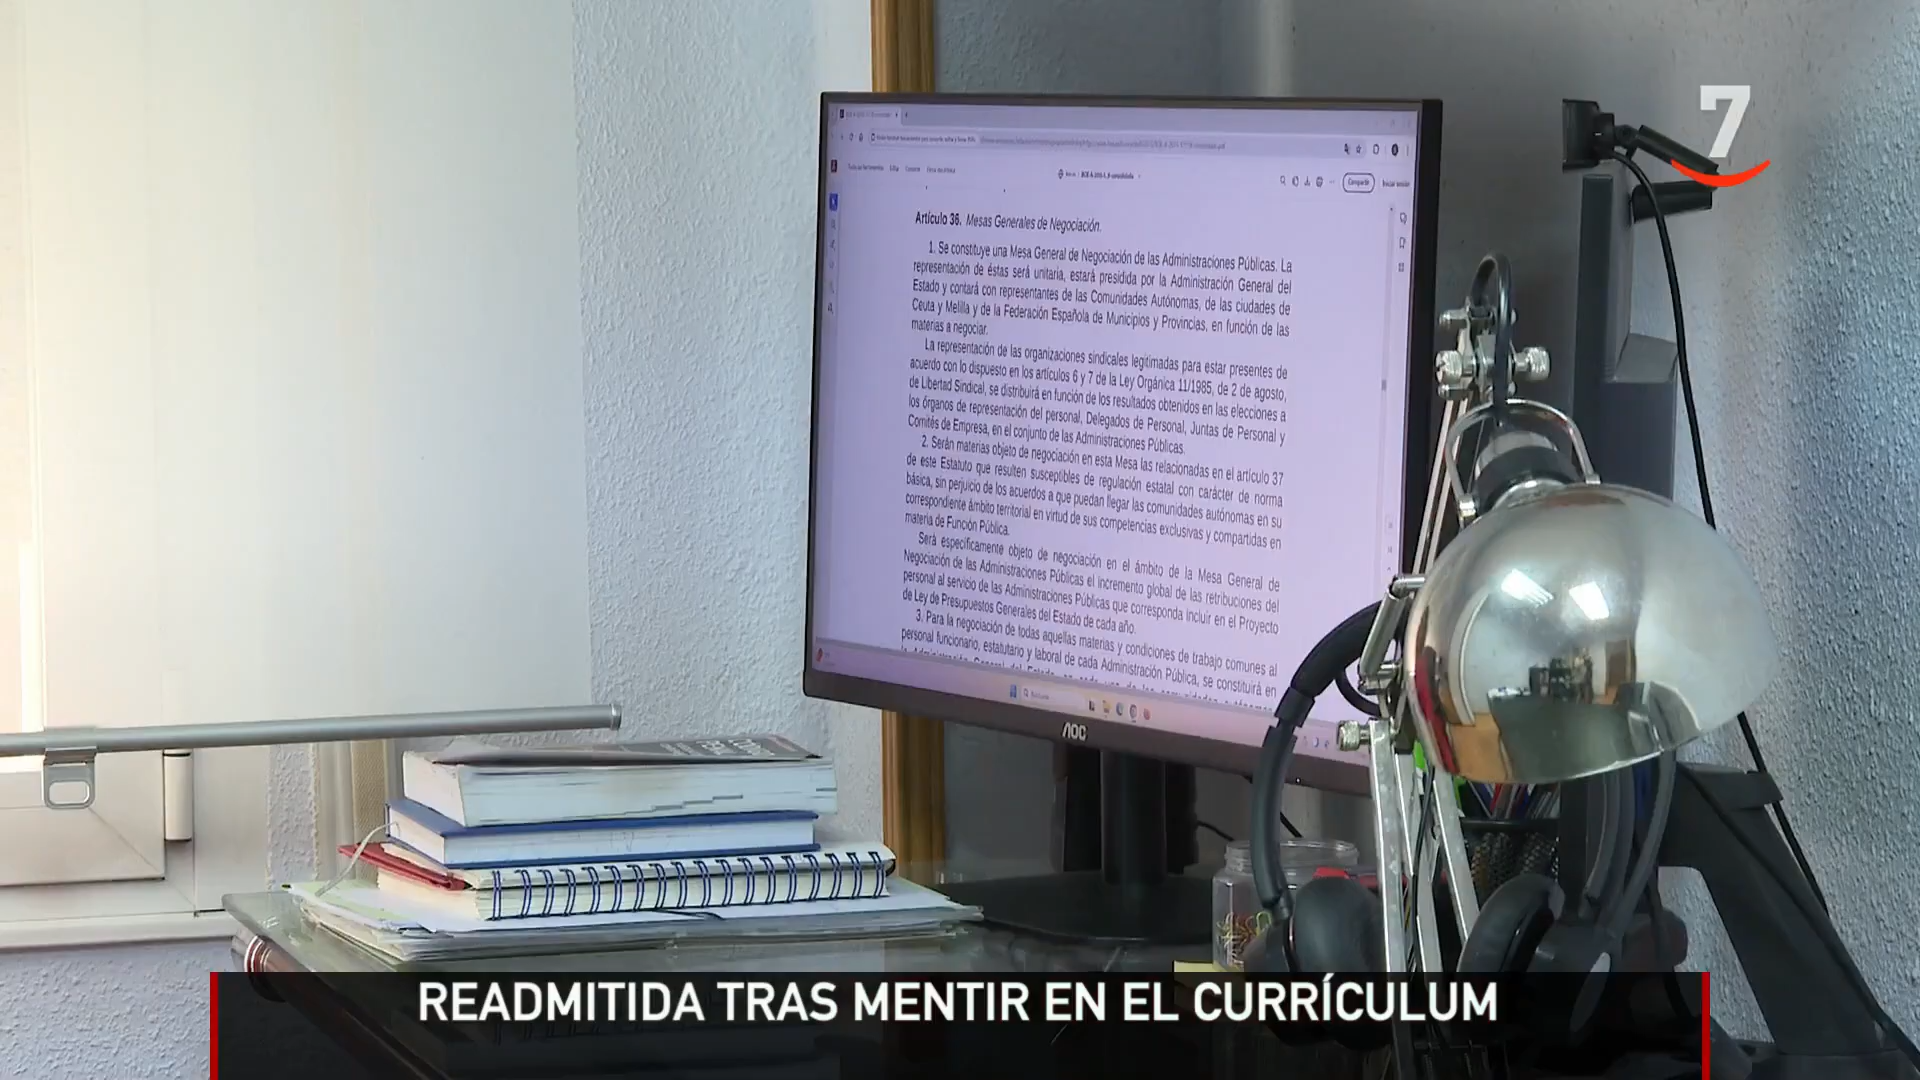 7
Compartir
Artículo 36. Mesas Generales de Negociación.
1. Se constituye una Mesa General de Negociación de las Administraciones Públicas. La
representación de éstas será unitaria, estará presidida por la Administración General del
Estado y contará con representantes de las Comunidades Autónomas, de las ciudades de
Ceuta y Melilla y de la Federación Española de Municipios y Provincias, en función de las
materias a negociar.
La representación de las organizaciones sindicales legitimadas para estar presentes de
acuerdo con lo dispuesto en los artículos 6 y 7 de la Ley Orgánica 11/1985, de 2 de agosto,
de Libertad Sindical, se distribuirá en función de los resultados obtenidos en las elecciones a
los órganos de representación del personal, Delegados de Personal, Juntas de Personal y
Comités de Empresa, en el conjunto de las Administraciones Públicas.
2. Serán materias objeto de negociación en esta Mesa las relacionadas en el artículo 37
de este Estatuto que resulten susceptibles de regulación estatal con carácter de norma
básica, sin perjuicio de los acuerdos a que puedan llegar las comunidades autónomas en su
correspondiente ámbito territorial en virtud de sus competencias exclusivas y compartidas en
materia de Función Pública.
Será específicamente objeto de negociación en el ámbito de la Mesa General de
Negociación de las Administraciones Públicas el incremento global de las retribuciones del
personal al servicio de las Administraciones Públicas que corresponda incluir en el Proyecto
de Ley de Presupuestos Generales del Estado de cada año.
3. Para la negociación de todas aquellas materias y condiciones de trabajo comunes al
personal funcionario, estatutario y laboral de cada Administración Pública, se constituirá en
AOC
READMITIDA TRAS MENTIR EN EL CURRÍCULUM